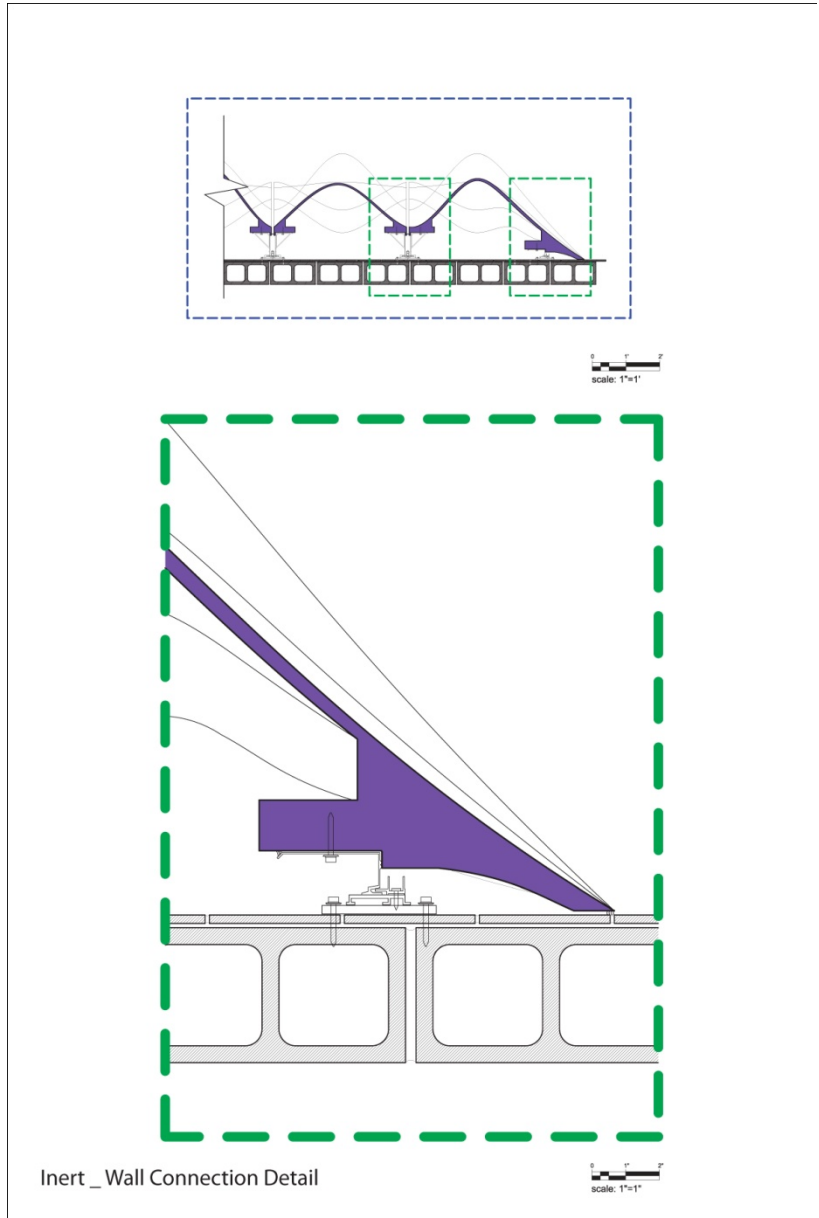 0 1' 2'
scale: 1"=1'
Inert _ Wall Connection Detail
0 1" 2"
scale: 1"=1"